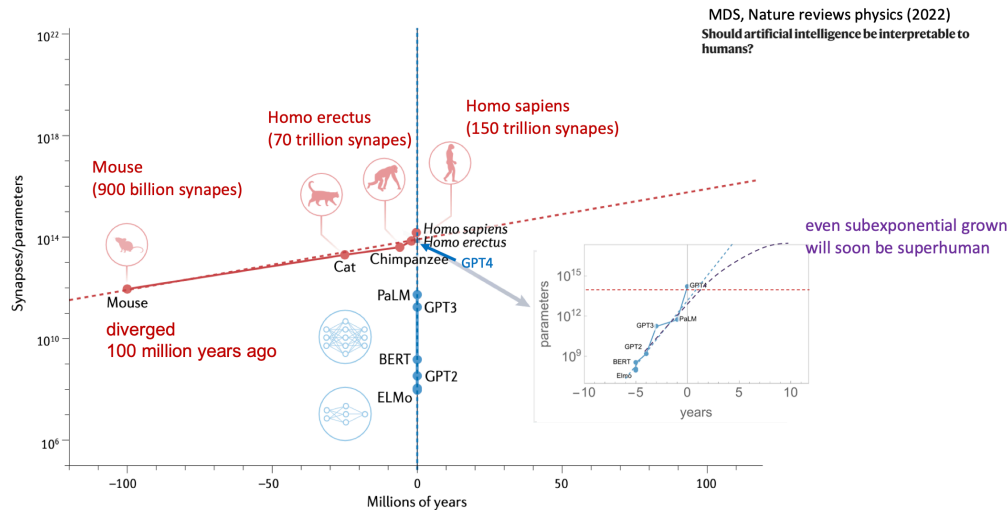 MDS, Nature reviews physics (2022)
Should artificial intelligence be interpretable to
humans?
10²²
10¹⁸
10¹⁴
10¹⁰
10⁶
Synapses/parameters
Homo erectus
(70 trillion synapes)
Homo sapiens
(150 trillion synapes)
Mouse
(900 billion synapes)
Homo sapiens
Homo erectus
Chimpanzee
Cat
Mouse
GPT4
PaLM
GPT3
BERT
GPT2
ELMo
diverged
100 million years ago
even subexponential grown
will soon be superhuman
parameters
10¹⁵
10¹²
10⁹
GPT4
PaLM
GPT3
GPT2
BERT
Elmo
−10
−5
0
5
10
years
−100
−50
0
50
100
Millions of years